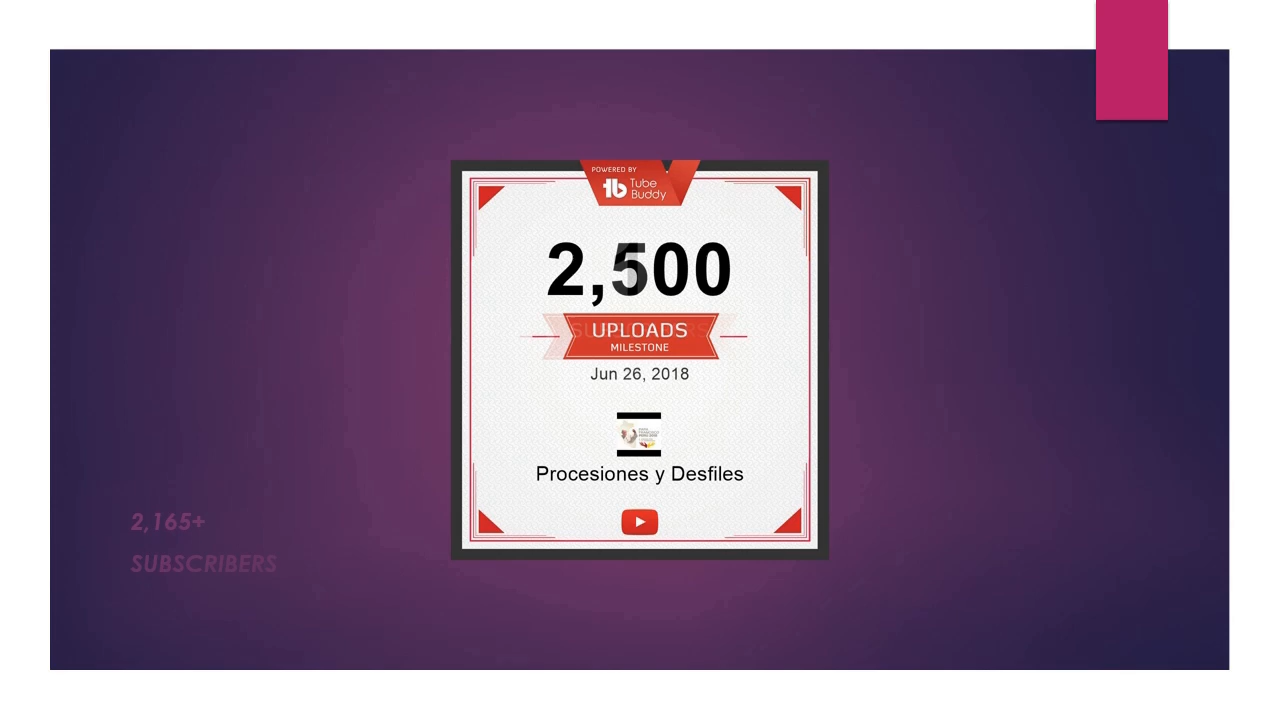 POWERED BY
Tube
Buddy
2,500
UPLOADS
MILESTONE
Jun 26, 2018
Procesiones y Desfiles
2,165+
SUBSCRIBERS